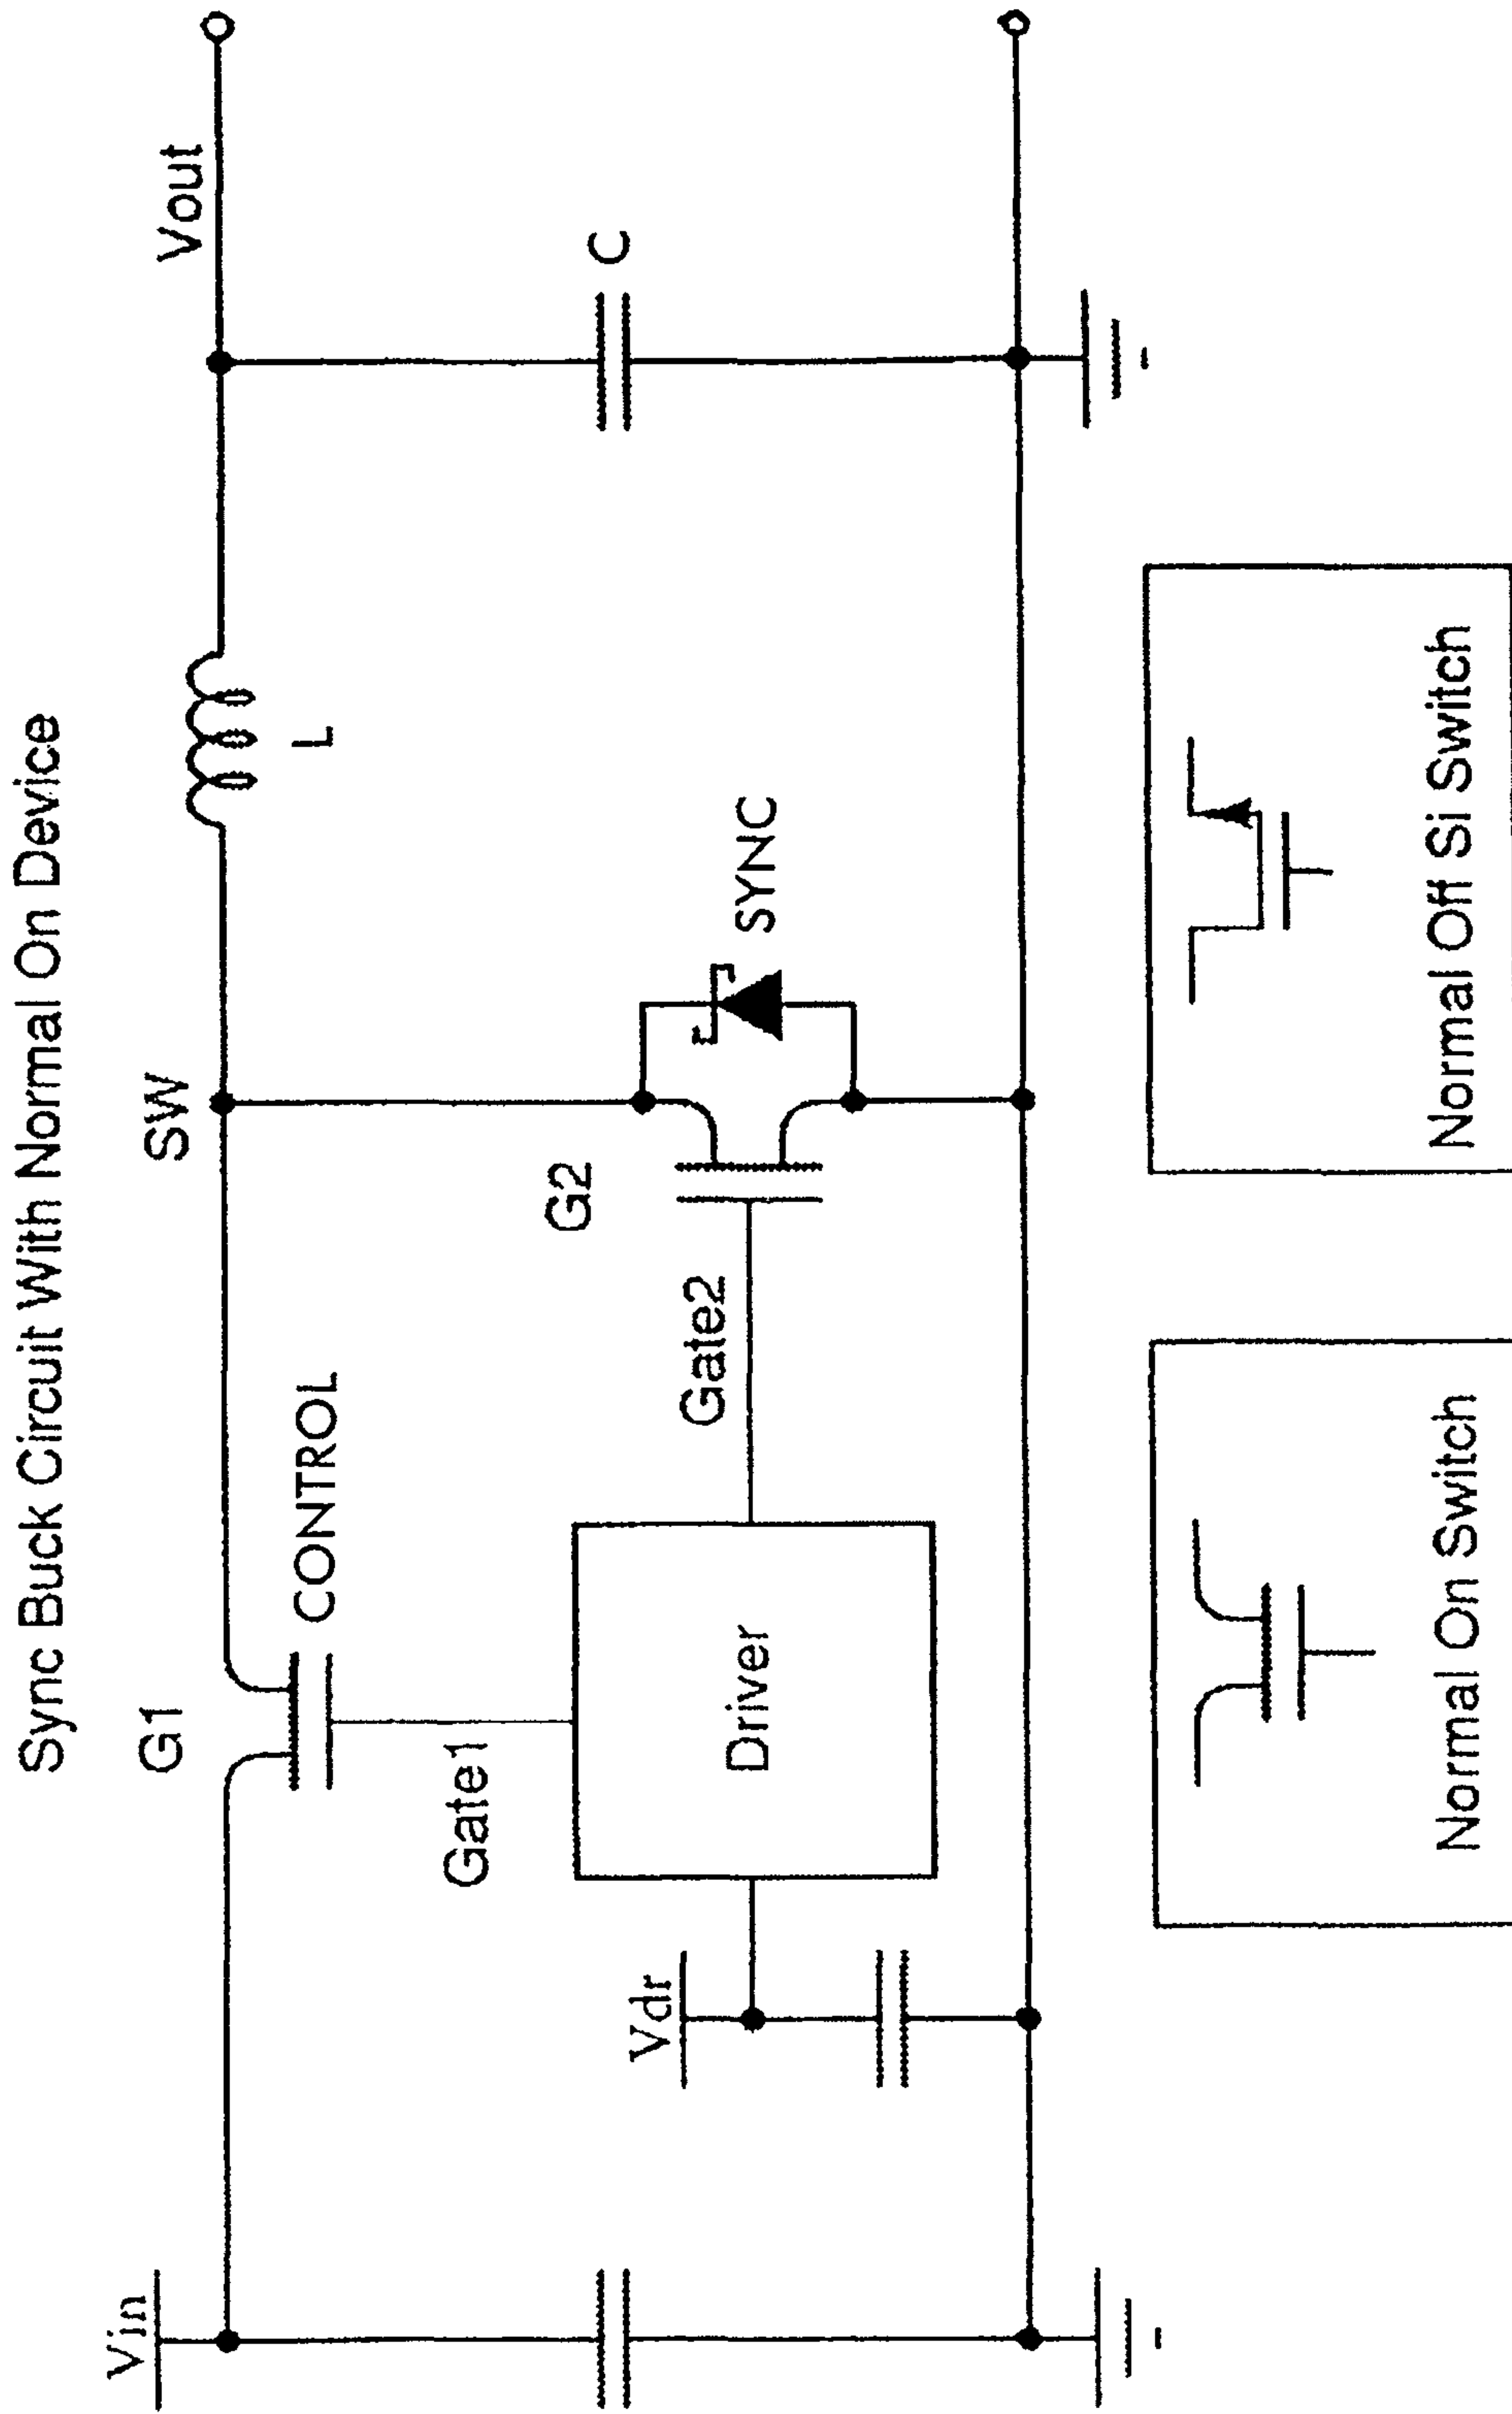 Sync Buck Circuit With Normal On Device
Vin
G1
SW
Vout
CONTROL
L
Gate1
G2
C
Vdr
Driver
Gate2
SYNC
Normal On Switch
Normal Off Si Switch